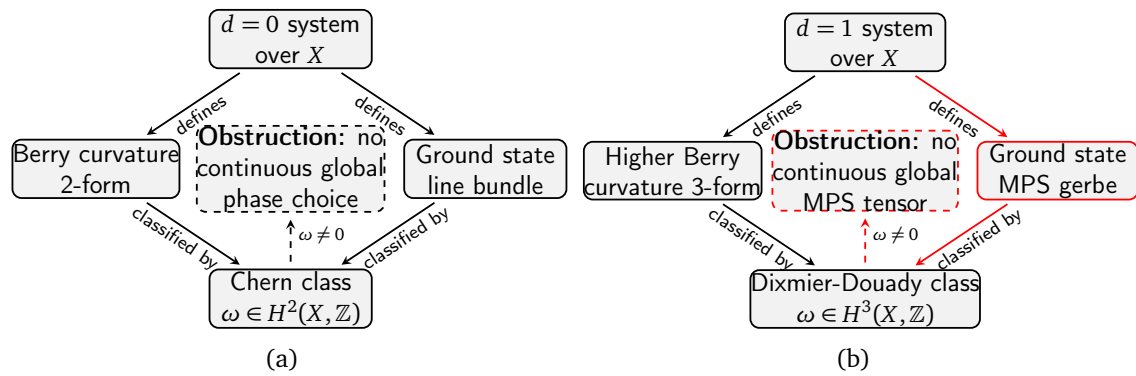 d = 0 system
over X
defines
defines
Berry curvature
2-form
Obstruction: no
continuous global
phase choice
Ground state
line bundle
classified by
ω ≠ 0
classified by
Chern class
ω ∈ H²(X, ℤ)
(a)
d = 1 system
over X
defines
defines
Higher Berry
curvature 3-form
Obstruction: no
continuous global
MPS tensor
Ground state
MPS gerbe
classified by
ω ≠ 0
classified by
Dixmier-Douady class
ω ∈ H³(X, ℤ)
(b)